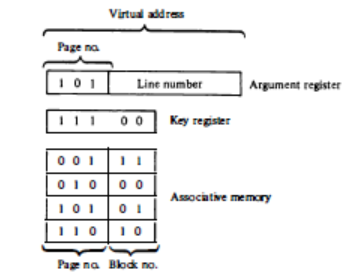 Virtual address
Page no.
1 0 1 Line number Argument register
1 1 1 0 0 Key register
0 0 1 1 1
0 1 0 0 0
Associative memory
1 0 1 0 1
1 1 0 1 0
Page no. Block no.